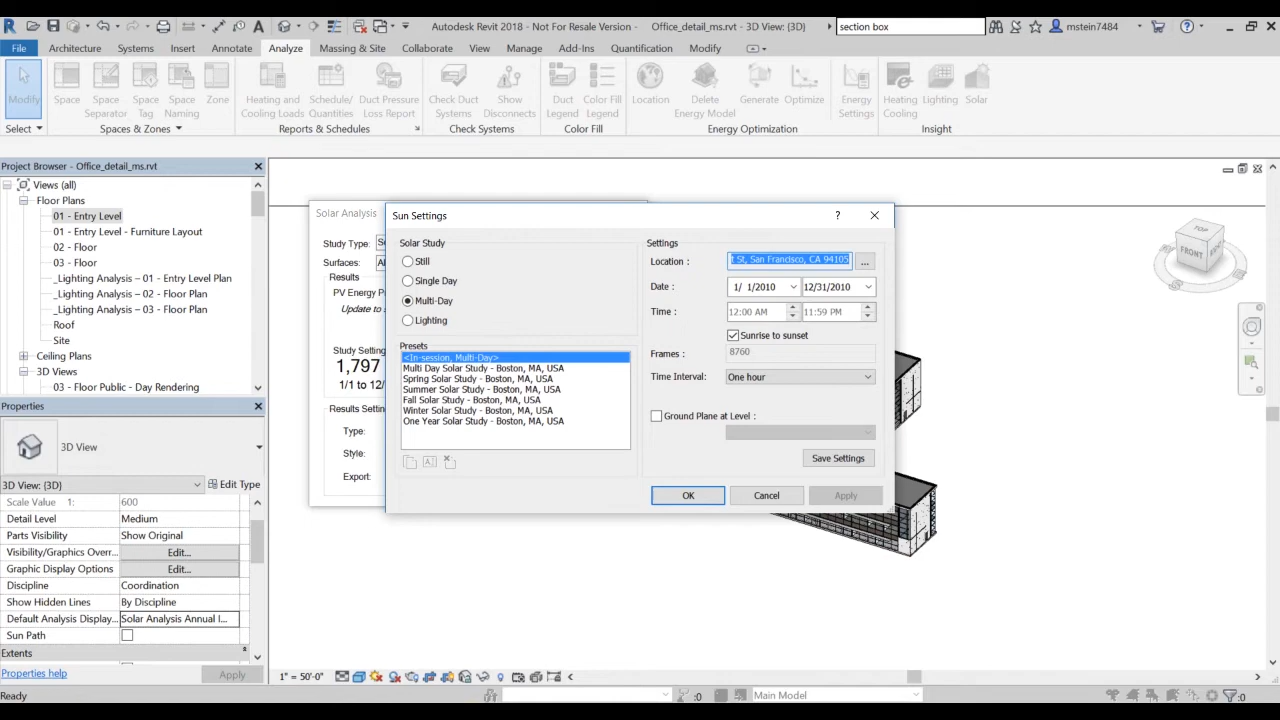 Autodesk Revit 2018 - Not For Resale Version - Office_detail_ms.rvt - 3D View: {3D}
section box
mstein7484
File Architecture Systems Insert Annotate Analyze Massing & Site Collaborate View Manage Add-Ins Quantification Modify
Modify
Space
Space Separator
Space Tag
Space Naming
Zone
Heating and Cooling Loads
Schedule/ Quantities
Duct Pressure Loss Report
Check Duct Systems
Show Disconnects
Duct Legend
Color Fill Legend
Location
Delete Energy Model
Generate
Optimize
Energy Settings
Heating Cooling
Lighting
Solar
Select
Spaces & Zones
Reports & Schedules
Check Systems
Color Fill
Energy Optimization
Insight
Project Browser - Office_detail_ms.rvt
Views (all)
Floor Plans
01 - Entry Level
01 - Entry Level - Furniture Layout
02 - Floor
03 - Floor
_Lighting Analysis – 01 - Entry Level Plan
_Lighting Analysis - 02 - Floor Plan
_Lighting Analysis – 03 - Floor Plan
Roof
Site
Ceiling Plans
3D Views
03 - Floor Public - Day Rendering
Properties
3D View
3D View: {3D}
Edit Type
Scale Value 1: 600
Detail Level Medium
Parts Visibility Show Original
Visibility/Graphics Overr... Edit...
Graphic Display Options Edit...
Discipline Coordination
Show Hidden Lines By Discipline
Default Analysis Display... Solar Analysis Annual I...
Sun Path
Extents
Properties help
Apply
Solar Analysis
Study Type:
Surfaces:
Results
PV Energy P
Update to s
Study Setting
1,797
1/1 to 12/
Results Settin
Type:
Style:
Export:
Sun Settings
Solar Study
Still
Single Day
Multi-Day
Lighting
Presets
<In-session, Multi-Day>
Multi Day Solar Study - Boston, MA, USA
Spring Solar Study - Boston, MA, USA
Summer Solar Study - Boston, MA, USA
Fall Solar Study - Boston, MA, USA
Winter Solar Study - Boston, MA, USA
One Year Solar Study - Boston, MA, USA
Settings
Location : t St, San Francisco, CA 94105 ...
Date : 1/ 1/2010 12/31/2010
Time : 12:00 AM 11:59 PM
Sunrise to sunset
Frames : 8760
Time Interval: One hour
Ground Plane at Level :
Save Settings
OK Cancel Apply
TOP
FRONT
1" = 50'-0"
Ready
:0
Main Model
:0